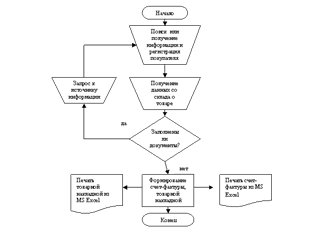 Начало
Поиск или
получение
информации и
регистрация
покупателя
Запрос к
источнику
информации
Получение
данных со
склада о
товаре
да
Заполнены
ли
документы?
нет
Печать
товарной
накладной из
MS Excel
Формирование
счет-фактуры,
товарной
накладной
Печать счет-
фактуры из MS
Excel
Конец